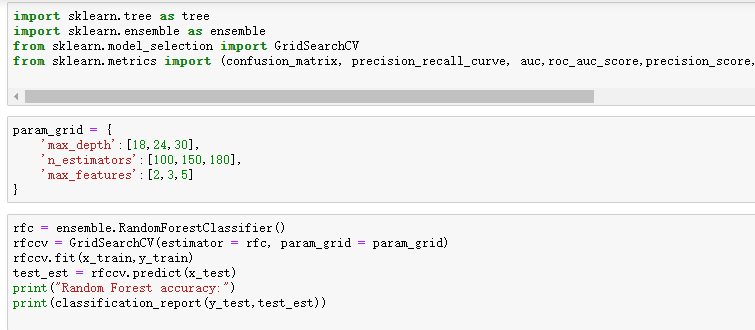 import sklearn.tree as tree
import sklearn.ensemble as ensemble
from sklearn.model_selection import GridSearchCV
from sklearn.metrics import (confusion_matrix, precision_recall_curve, auc,roc_auc_score,precision_score,
param_grid = {
    'max_depth':[18,24,30],
    'n_estimators':[100,150,180],
    'max_features':[2,3,5]
}
rfc = ensemble.RandomForestClassifier()
rfccv = GridSearchCV(estimator = rfc, param_grid = param_grid)
rfccv.fit(x_train,y_train)
test_est = rfccv.predict(x_test)
print("Random Forest accuracy:")
print(classification_report(y_test,test_est))